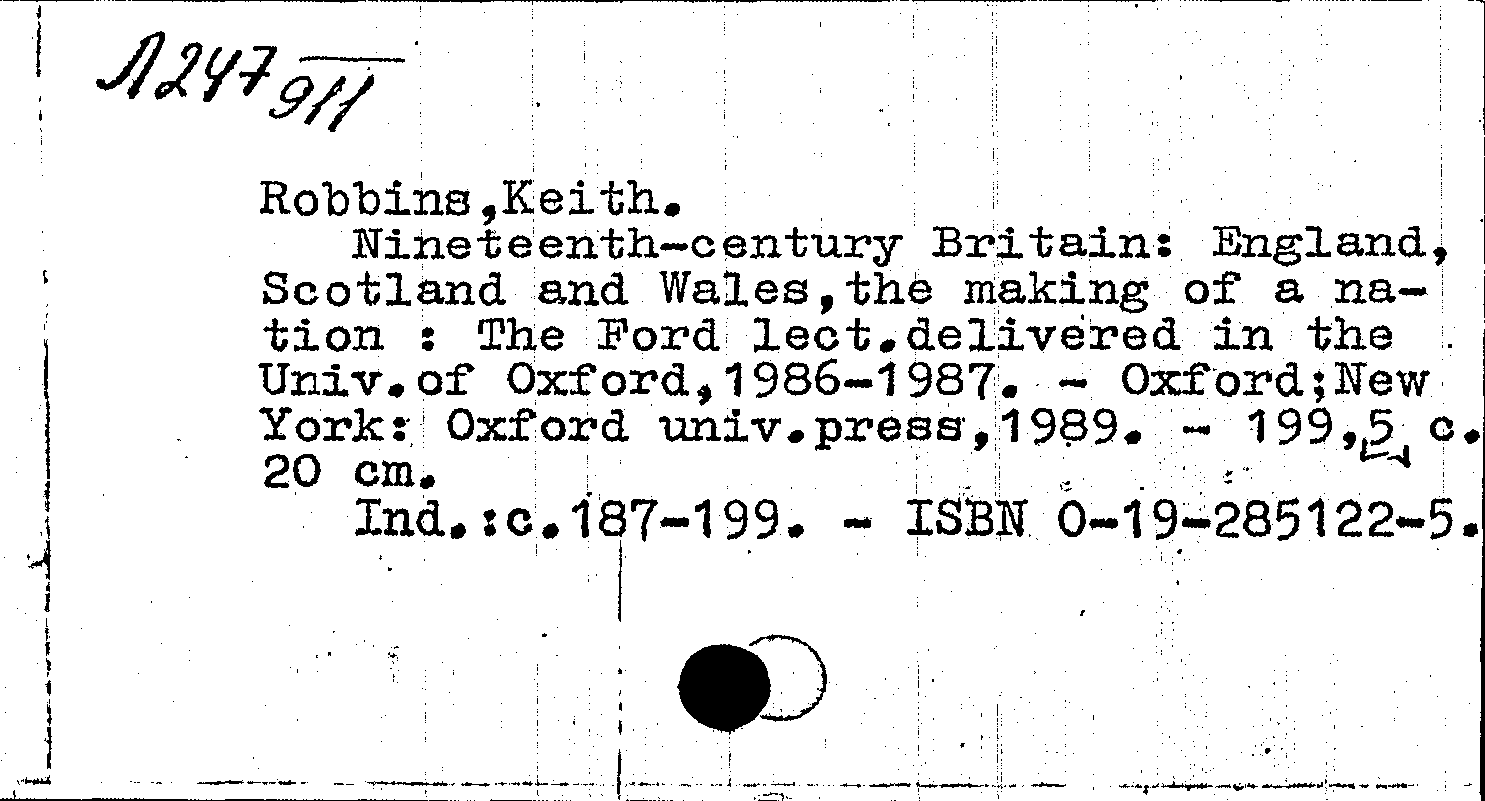 Л247
911
Robbins,Keith.
Nineteenth-century Britain: England,
Scotland and Wales,the making of a na-
tion : The Ford lect.delivered in the
Univ.of Oxford,1986-1987. - Oxford;New
York: Oxford univ.press,1989. - 199,5 c.
20 cm.
Ind.:c.187-199. - ISBN 0-19-285122-5.